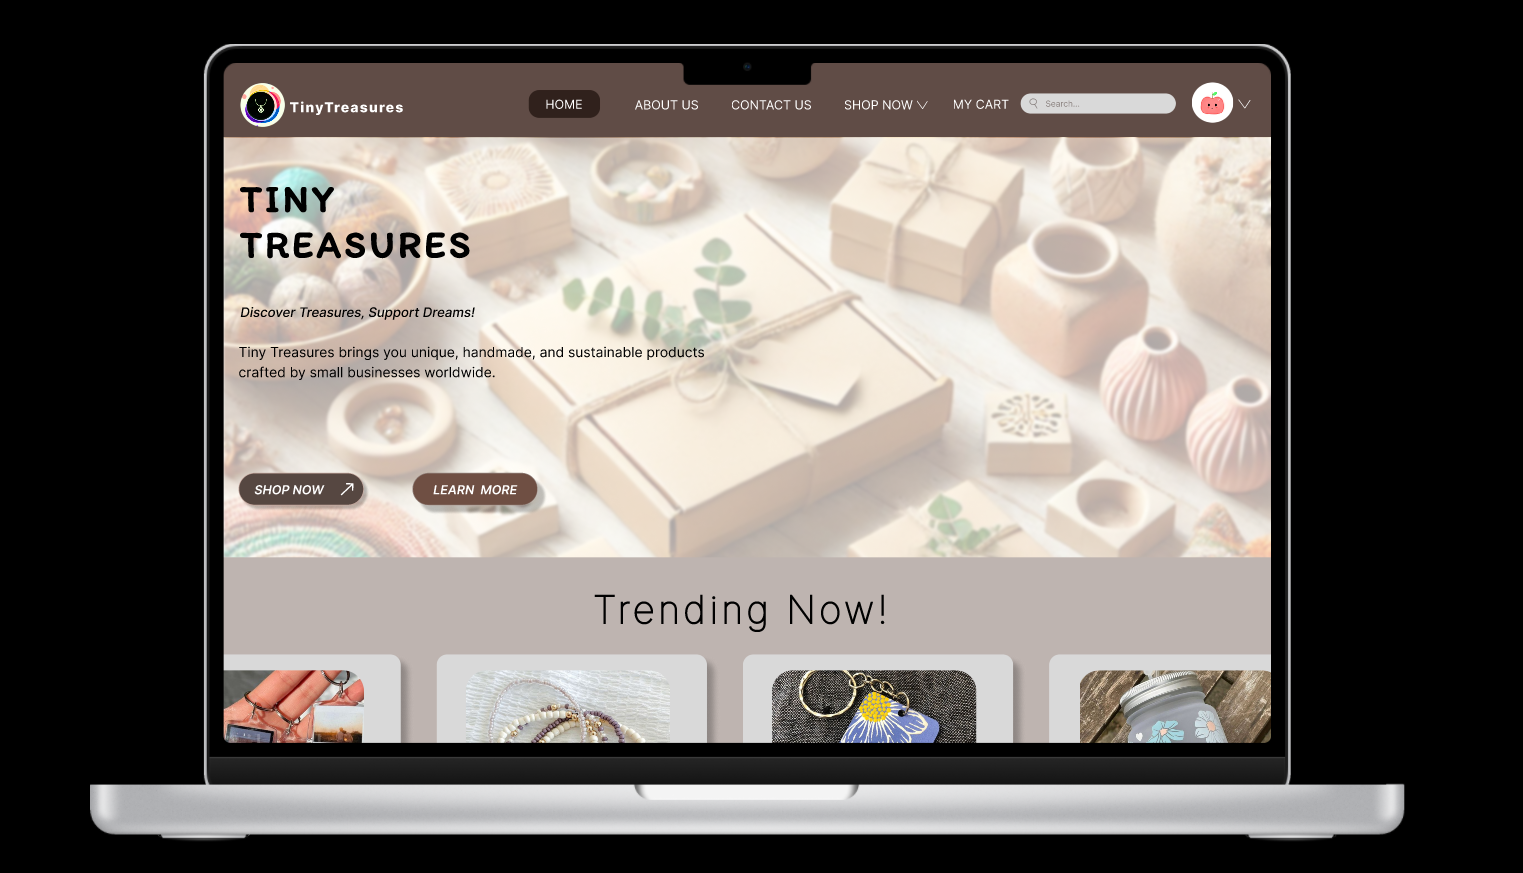 TinyTreasures
HOME
ABOUT US
CONTACT US
SHOP NOW
MY CART
Search...
TINY
TREASURES
Discover Treasures, Support Dreams!
Tiny Treasures brings you unique, handmade, and sustainable products
crafted by small businesses worldwide.
SHOP NOW
LEARN MORE
Trending Now!